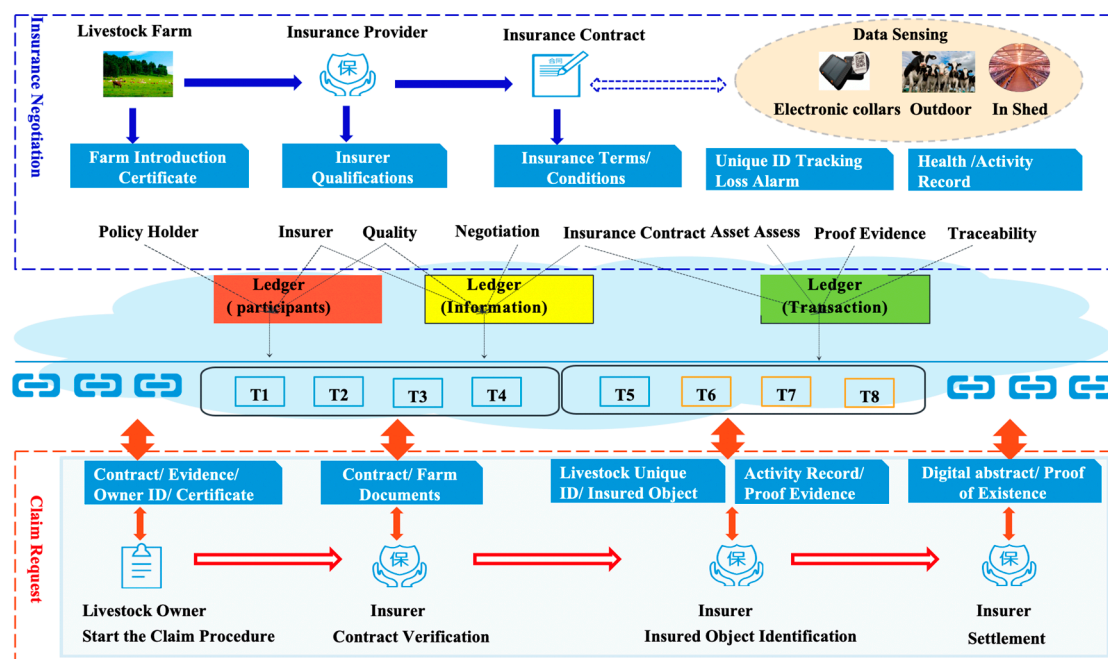 Insurance Negotiation
Livestock Farm
Insurance Provider
Insurance Contract
Data Sensing
保
合同
Electronic collars
Outdoor
In Shed
Farm Introduction
Certificate
Insurer
Qualifications
Insurance Terms/
Conditions
Unique ID Tracking
Loss Alarm
Health /Activity
Record
Policy Holder
Insurer
Quality
Negotiation
Insurance Contract
Asset Assess
Proof Evidence
Traceability
Ledger
( participants)
Ledger
(Information)
Ledger
(Transaction)
T1
T2
T3
T4
T5
T6
T7
T8
Claim Request
Contract/ Evidence/
Owner ID/ Certificate
Contract/ Farm
Documents
Livestock Unique
ID/ Insured Object
Activity Record/
Proof Evidence
Digital abstract/ Proof
of Existence
保
保
保
Livestock Owner
Start the Claim Procedure
Insurer
Contract Verification
Insurer
Insured Object Identification
Insurer
Settlement